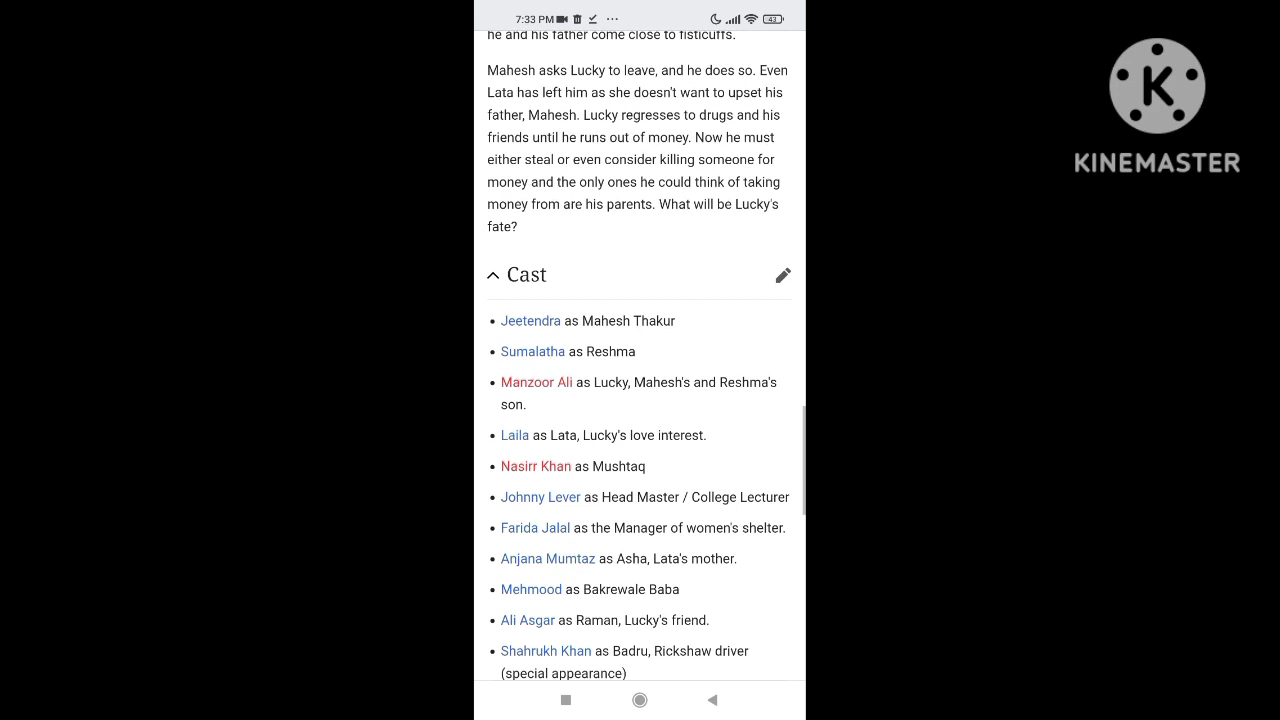 7:33 PM
43
he and his father come close to fisticuffs.
Mahesh asks Lucky to leave, and he does so. Even
Lata has left him as she doesn't want to upset his
father, Mahesh. Lucky regresses to drugs and his
friends until he runs out of money. Now he must
either steal or even consider killing someone for
money and the only ones he could think of taking
money from are his parents. What will be Lucky's
fate?
Cast
• Jeetendra as Mahesh Thakur
• Sumalatha as Reshma
• Manzoor Ali as Lucky, Mahesh's and Reshma's
son.
• Laila as Lata, Lucky's love interest.
• Nasirr Khan as Mushtaq
• Johnny Lever as Head Master / College Lecturer
• Farida Jalal as the Manager of women's shelter.
• Anjana Mumtaz as Asha, Lata's mother.
• Mehmood as Bakrewale Baba
• Ali Asgar as Raman, Lucky's friend.
• Shahrukh Khan as Badru, Rickshaw driver
(special appearance)
K
KINEMASTER